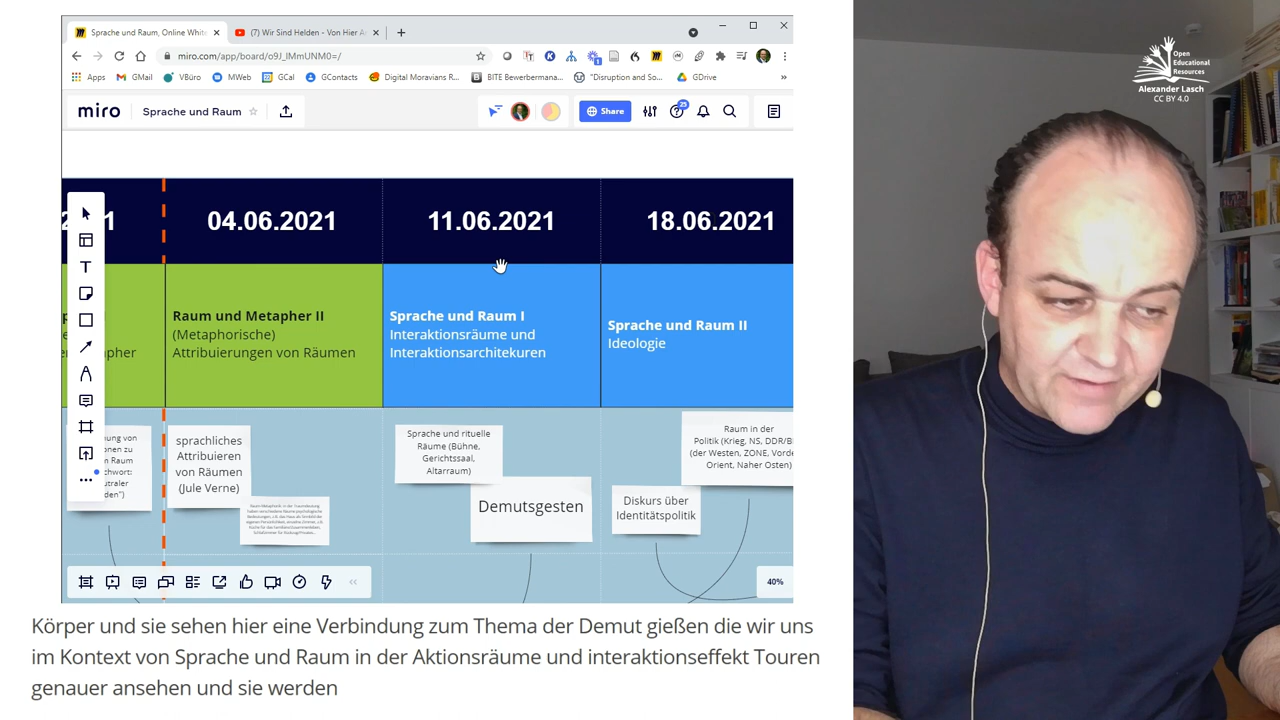 Sprache und Raum, Online White
(7) Wir Sind Helden - Von Hier A
miro.com/app/board/o9J_lMmUNM0=/
Apps
GMail
VBüro
MWeb
GCal
GContacts
Digital Moravians R...
BITE Bewerbermana...
"Disruption and So...
GDrive
miro
Sprache und Raum
Share
25
04.06.2021
11.06.2021
18.06.2021
Raum und Metapher II
(Metaphorische)
Attribuierungen von Räumen
Sprache und Raum I
Interaktionsräume und
Interaktionsarchitekuren
Sprache und Raum II
Ideologie
sprachliches
Attribuieren
von Räumen
(Jule Verne)
Sprache und rituelle
Räume (Bühne,
Gerichtssaal,
Altarraum)
Demutsgesten
Diskurs über
Identitätspolitik
Raum in der
Politik (Krieg, NS, DDR/B
(der Westen, ZONE, Vorde
Orient, Naher Osten)
40%
Körper und sie sehen hier eine Verbindung zum Thema der Demut gießen die wir uns
im Kontext von Sprache und Raum in der Aktionsräume und interaktionseffekt Touren
genauer ansehen und sie werden
Open
Educational
Resources
Alexander Lasch
CC BY 4.0